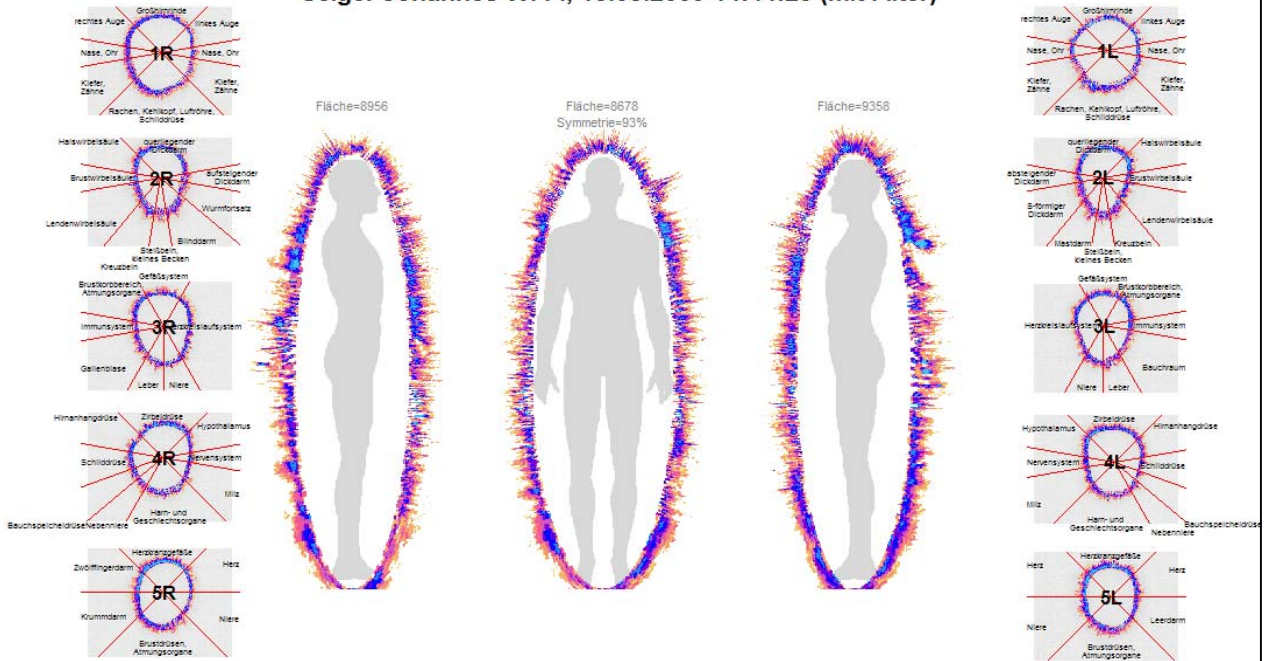 Großhirnrinde
rechtes Auge
linkes Auge
1R
Nase, Ohr
Nase, Ohr
Kiefer,
Zähne
Kiefer,
Zähne
Rachen, Kehlkopf, Luftröhre,
Schilddrüse
Großhirnrinde
rechtes Auge
linkes Auge
1L
Nase, Ohr
Nase, Ohr
Kiefer,
Zähne
Kiefer,
Zähne
Rachen, Kehlkopf, Luftröhre,
Schilddrüse
Fläche=8956
Fläche=8678
Symmetrie=93%
Fläche=9358
Halswirbelsäule
querliegender
Dickdarm
2R
Brustwirbelsäule
aufsteigender
Dickdarm
Wurmfortsatz
Lendenwirbelsäule
Blinddarm
Steißbein,
kleines Becken
Kreuzbein
querliegender
Dickdarm
Halswirbelsäule
2L
absteigender
Dickdarm
Brustwirbelsäule
S-förmiger
Dickdarm
Lendenwirbelsäule
Mastdarm
Kreuzbein
Steißbein,
kleines Becken
Gefäßsystem
Brustkorbbereich,
Atmungsorgane
3R
Immunsystem
Herzkreislaufsystem
Gallenblase
Leber
Niere
Gefäßsystem
Brustkorbbereich,
Atmungsorgane
3L
Herzkreislaufsystem
Immunsystem
Bauchraum
Niere
Leber
Zirbeldrüse
Hirnanhangdrüse
Hypothalamus
4R
Schilddrüse
Nervensystem
Milz
Harn- und
Geschlechtsorgane
Bauchspeicheldrüse
Nebenniere
Zirbeldrüse
Hypothalamus
Hirnanhangdrüse
4L
Nervensystem
Schilddrüse
Milz
Harn- und
Geschlechtsorgane
Bauchspeicheldrüse
Nebenniere
Herzkranzgefäße
Zwölffingerdarm
Herz
5R
Krummdarm
Niere
Brustdrüsen,
Atmungsorgane
Herzkranzgefäße
Herz
Herz
5L
Niere
Leerdarm
Brustdrüsen,
Atmungsorgane